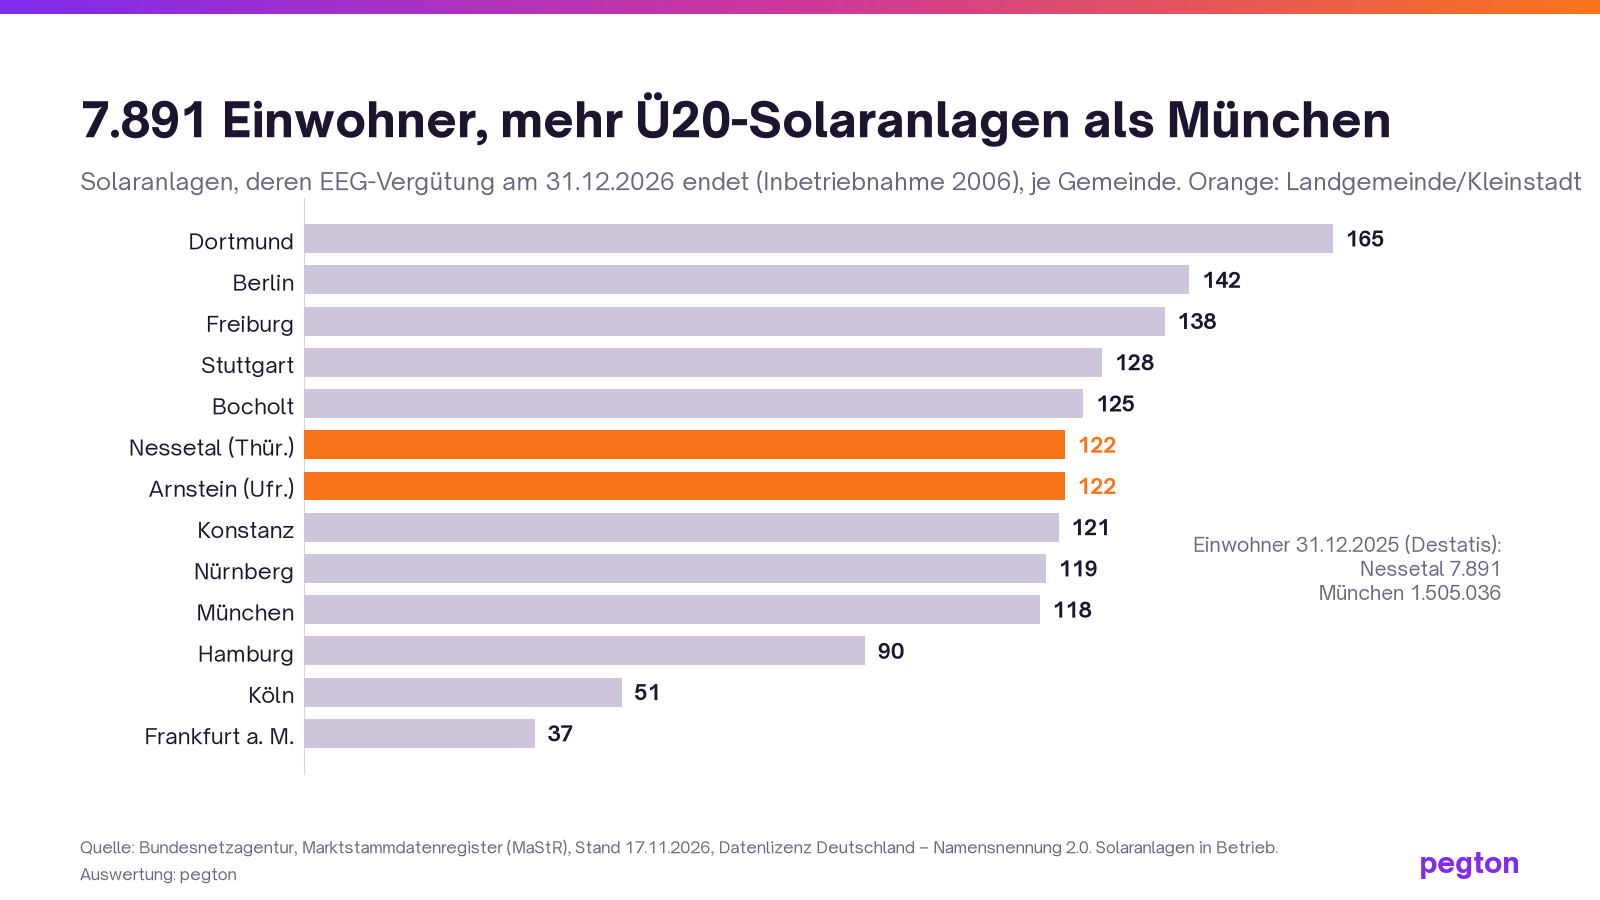 7.891 Einwohner, mehr Ü20-Solaranlagen als München
Solaranlagen, deren EEG-Vergütung am 31.12.2026 endet (Inbetriebnahme 2006), je Gemeinde. Orange: Landgemeinde/Kleinstadt
Dortmund 165
Berlin 142
Freiburg 138
Stuttgart 128
Bocholt 125
Nessetal (Thür.) 122
Arnstein (Ufr.) 122
Konstanz 121
Nürnberg 119
München 118
Hamburg 90
Köln 51
Frankfurt a. M. 37
Einwohner 31.12.2025 (Destatis):
Nessetal 7.891
München 1.505.036
Quelle: Bundesnetzagentur, Marktstammdatenregister (MaStR), Stand 17.11.2026, Datenlizenz Deutschland – Namensnennung 2.0. Solaranlagen in Betrieb.
Auswertung: pegton
pegton